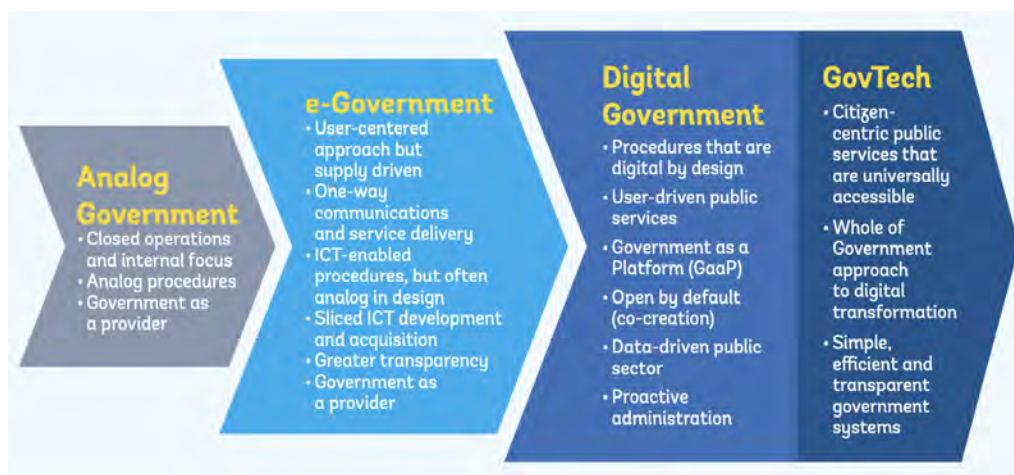 Analog
Government
• Closed operations
and internal focus
• Analog procedures
• Government as
a provider
e-Government
• User-centered
approach but
supply driven
• One-way
communications
and service delivery
• ICT-enabled
procedures, but often
analog in design
• Sliced ICT development
and acquisition
• Greater transparency
• Government as
a provider
Digital
Government
• Procedures that are
digital by design
• User-driven public
services
• Government as a
Platform (GaaP)
• Open by default
(co-creation)
• Data-driven public
sector
• Proactive
administration
GovTech
• Citizen-
centric public
services that
are universally
accessible
• Whole of
Government
approach
to digital
transformation
• Simple,
efficient and
transparent
government
systems